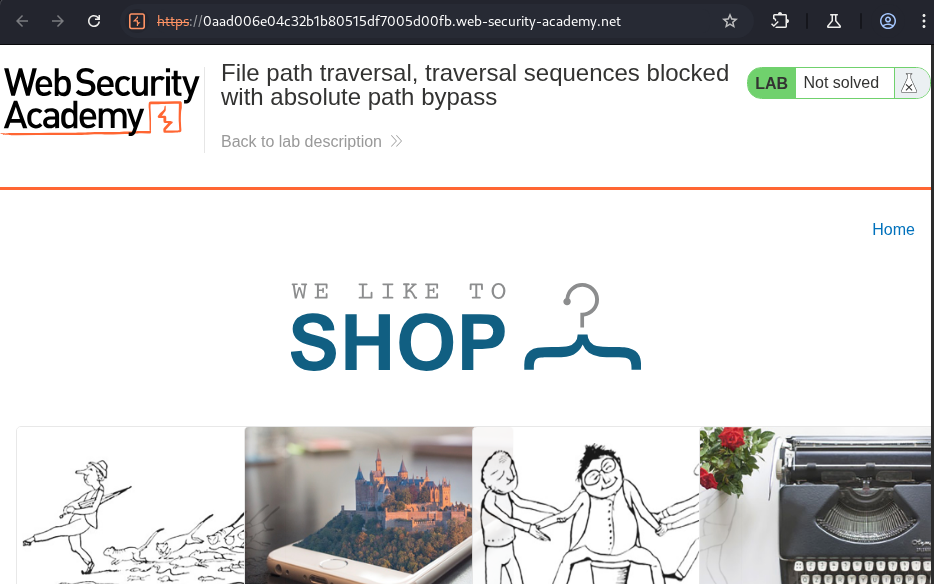 https://0aad006e04c32b1b80515df7005d00fb.web-security-academy.net
Web Security
Academy
File path traversal, traversal sequences blocked
with absolute path bypass
LAB
Not solved
Back to lab description
Home
WE LIKE TO
SHOP